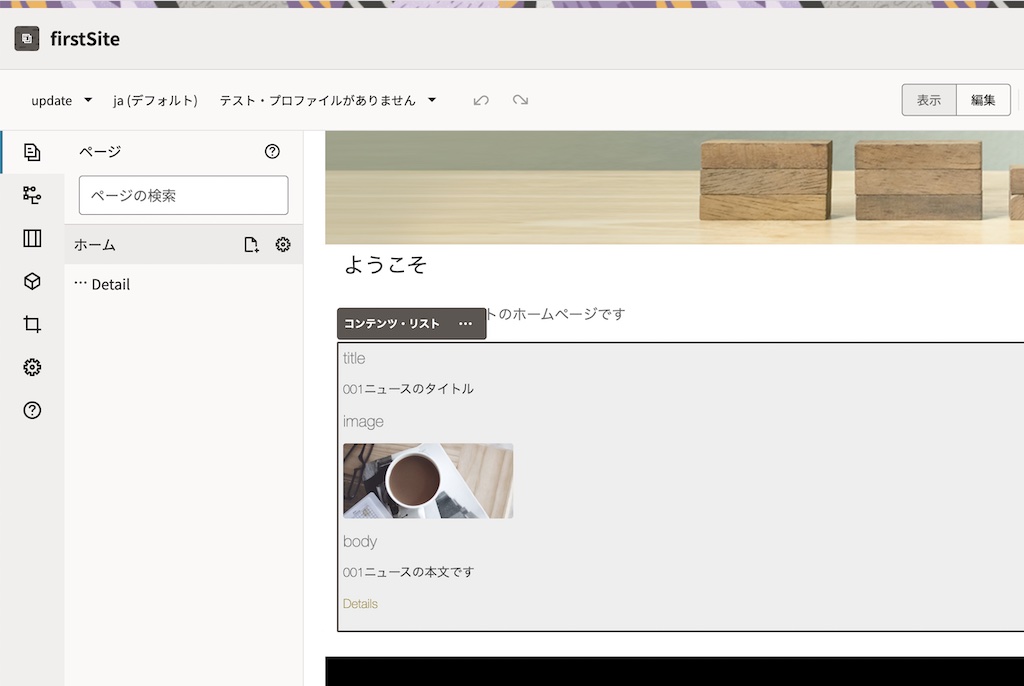 firstSite
update
ja (デフォルト)
テスト・プロファイルがありません
表示
編集
ページ
ページの検索
ホーム
Detail
ようこそ
トのホームページです
コンテンツ・リスト
title
001ニュースのタイトル
image
body
001ニュースの本文です
Details